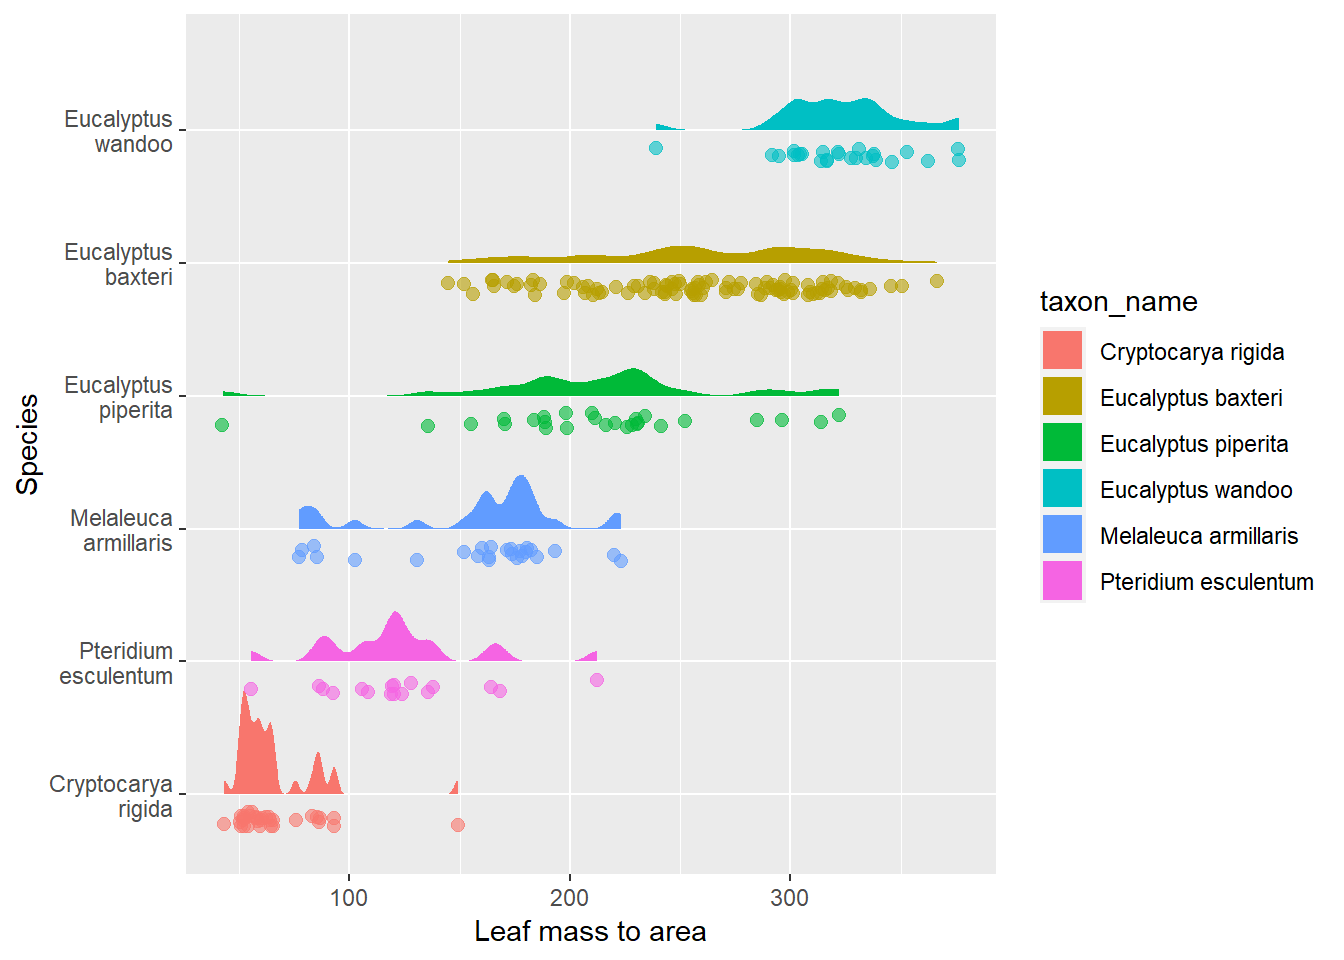 Eucalyptus
wandoo
Eucalyptus
baxteri
Eucalyptus
piperita
Melaleuca
armillaris
Pteridium
esculentum
Cryptocarya
rigida
Species
100
200
300
Leaf mass to area
taxon_name
Cryptocarya rigida
Eucalyptus baxteri
Eucalyptus piperita
Eucalyptus wandoo
Melaleuca armillaris
Pteridium esculentum